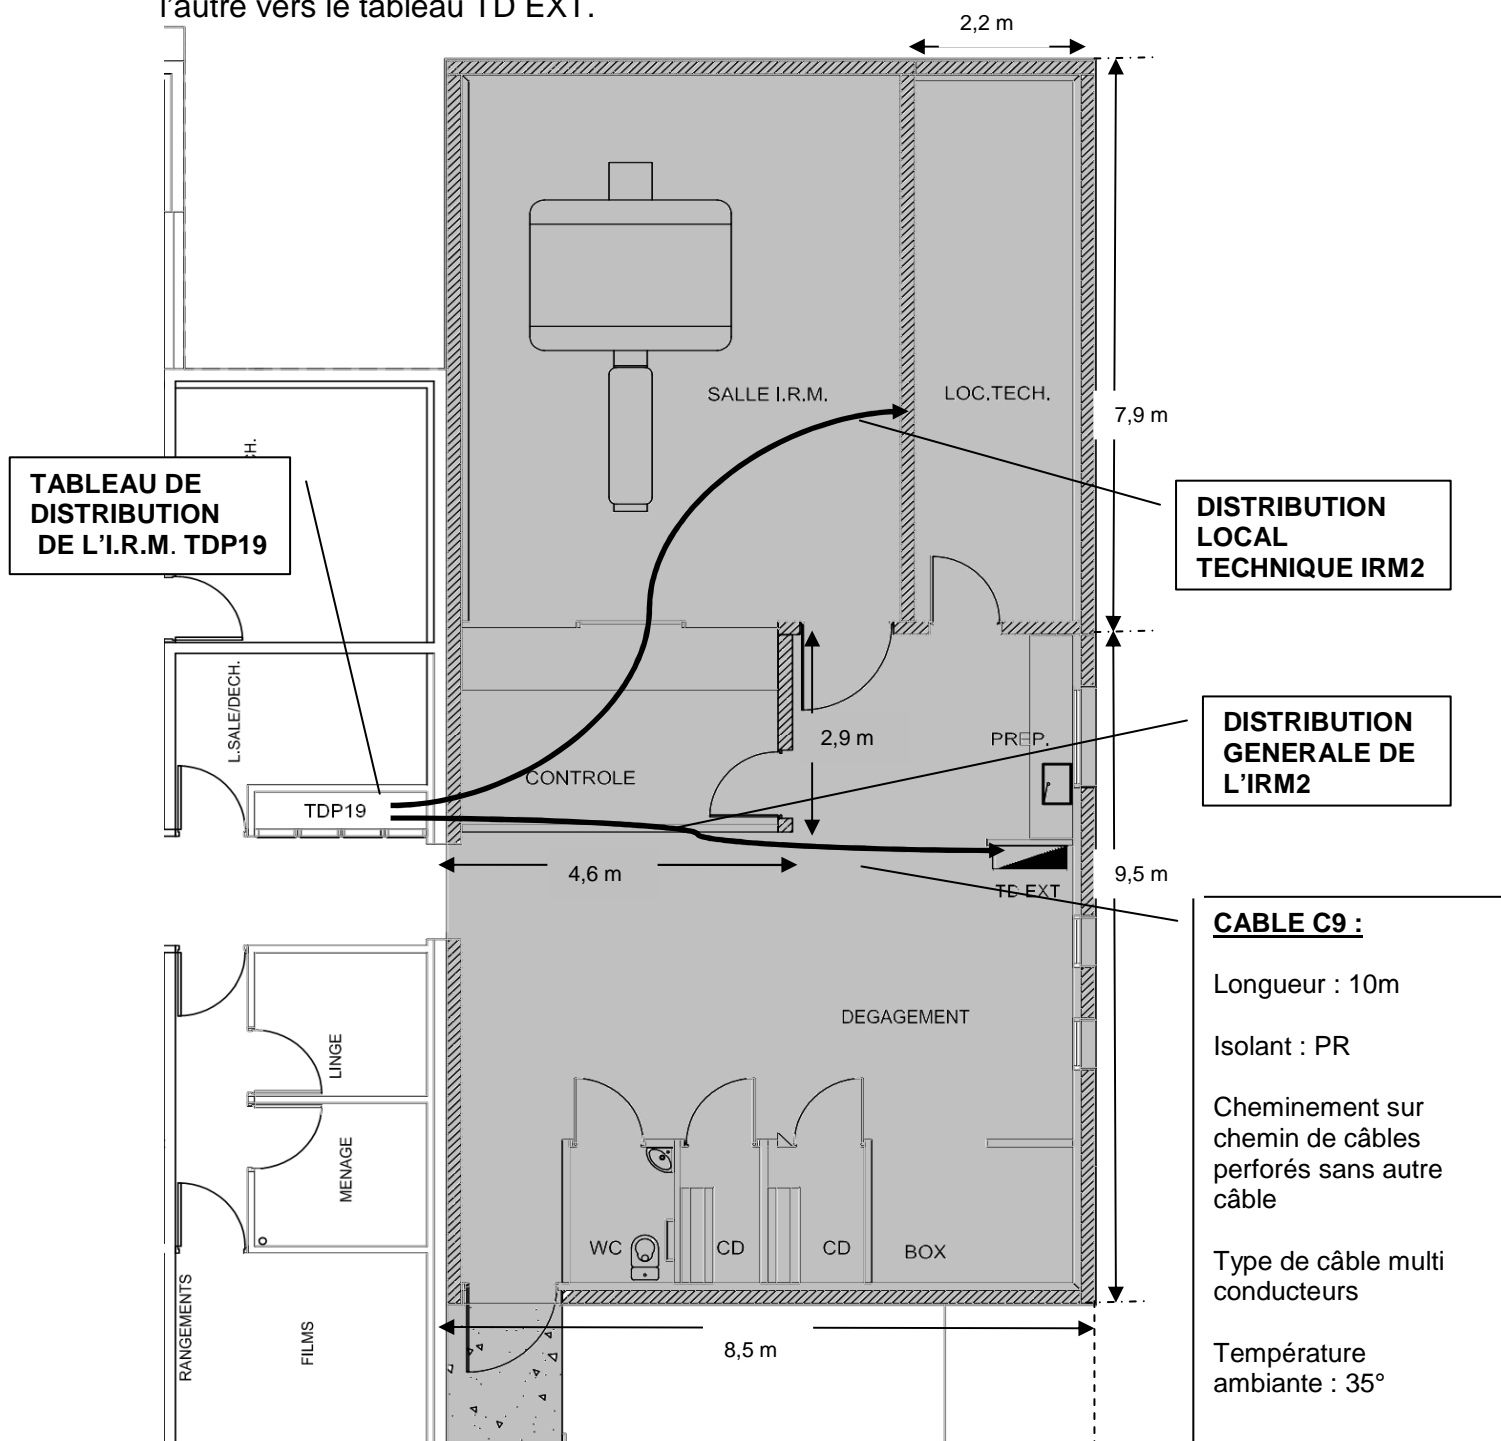 l'autre vers le tableau TD EXT.
2,2 m
SALLE I.R.M.
LOC.TECH.
7,9 m
TABLEAU DE
DISTRIBUTION
DE L'I.R.M. TDP19
DISTRIBUTION
LOCAL
TECHNIQUE IRM2
L.SALE/DECH.
2,9 m
PREP.
DISTRIBUTION
GENERALE DE
L'IRM2
CONTROLE
TDP19
4,6 m
9,5 m
TD EXT
CABLE C9 :
Longueur : 10m
Isolant : PR
Cheminement sur
chemin de câbles
perforés sans autre
câble
Type de câble multi
conducteurs
Température
ambiante : 35°
DEGAGEMENT
LINGE
MENAGE
WC
CD
CD
BOX
RANGEMENTS
FILMS
8,5 m